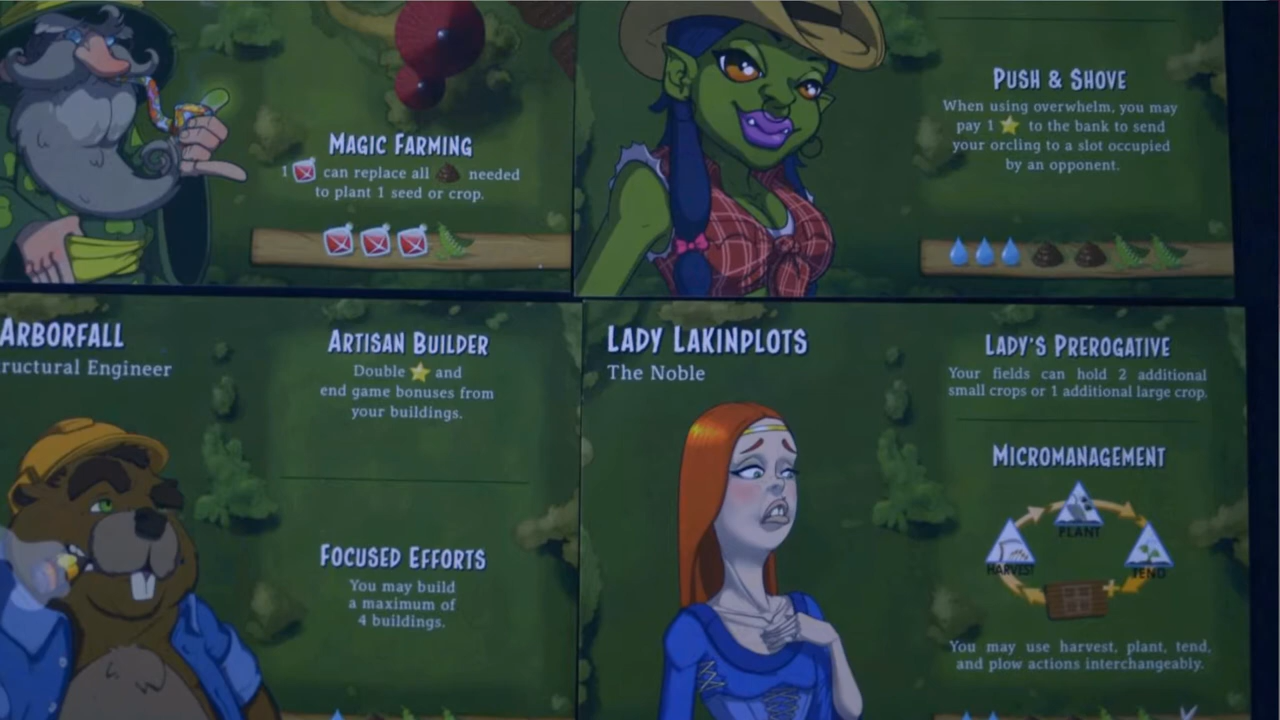 MAGIC FARMING
1 can replace all needed
to plant 1 seed or crop.
PUSH & SHOVE
When using overwhelm, you may
pay 1 to the bank to send
your orcling to a slot occupied
by an opponent.
ARBORFALL
ructural Engineer
ARTISAN BUILDER
Double and
end game bonuses from
your buildings.
FOCUSED EFFORTS
You may build
a maximum of
4 buildings.
LADY LAKINPLOTS
The Noble
LADY'S PREROGATIVE
Your fields can hold 2 additional
small crops or 1 additional large crop.
MICROMANAGEMENT
PLANT
HARVEST
TEND
You may use harvest, plant, tend,
and plow actions interchangeably.